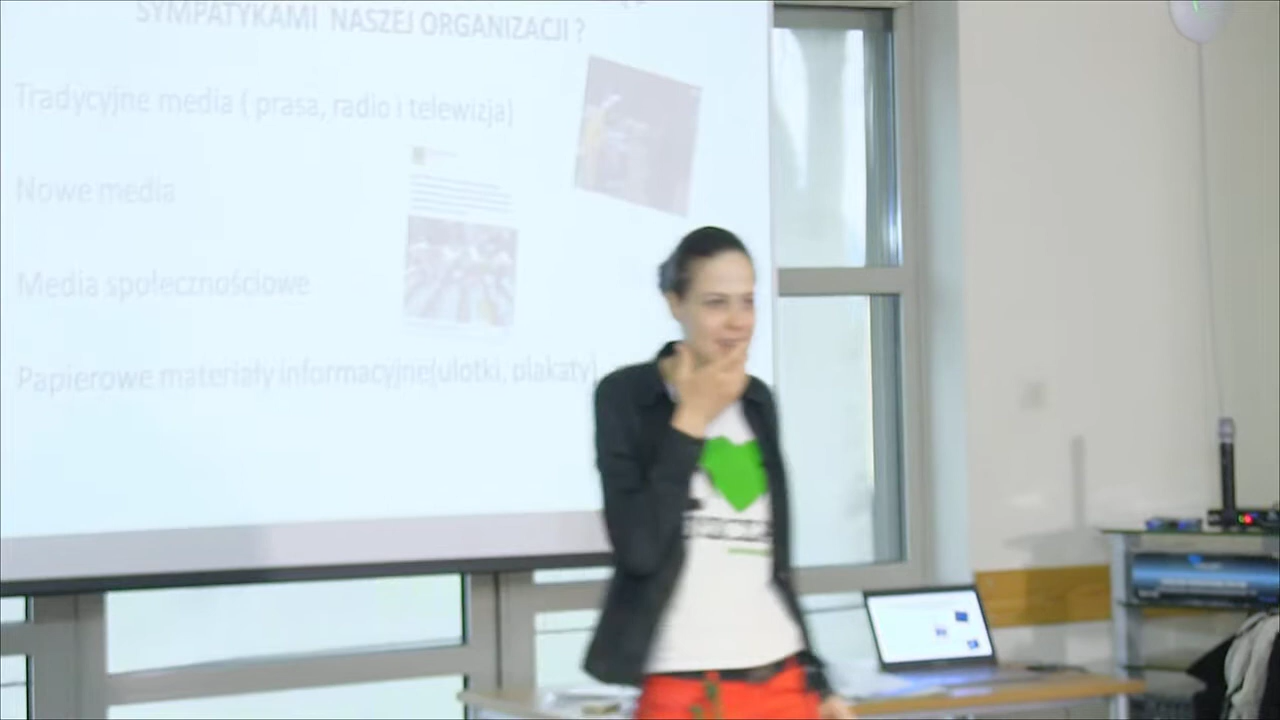 SYMPATYKAMI NASZEJ ORGANIZACJI ?
Tradycyjne media ( prasa, radio i telewizja)
Nowe media
Media społecznościowe
Papierowe materiały informacyjne(ulotki, plakaty)